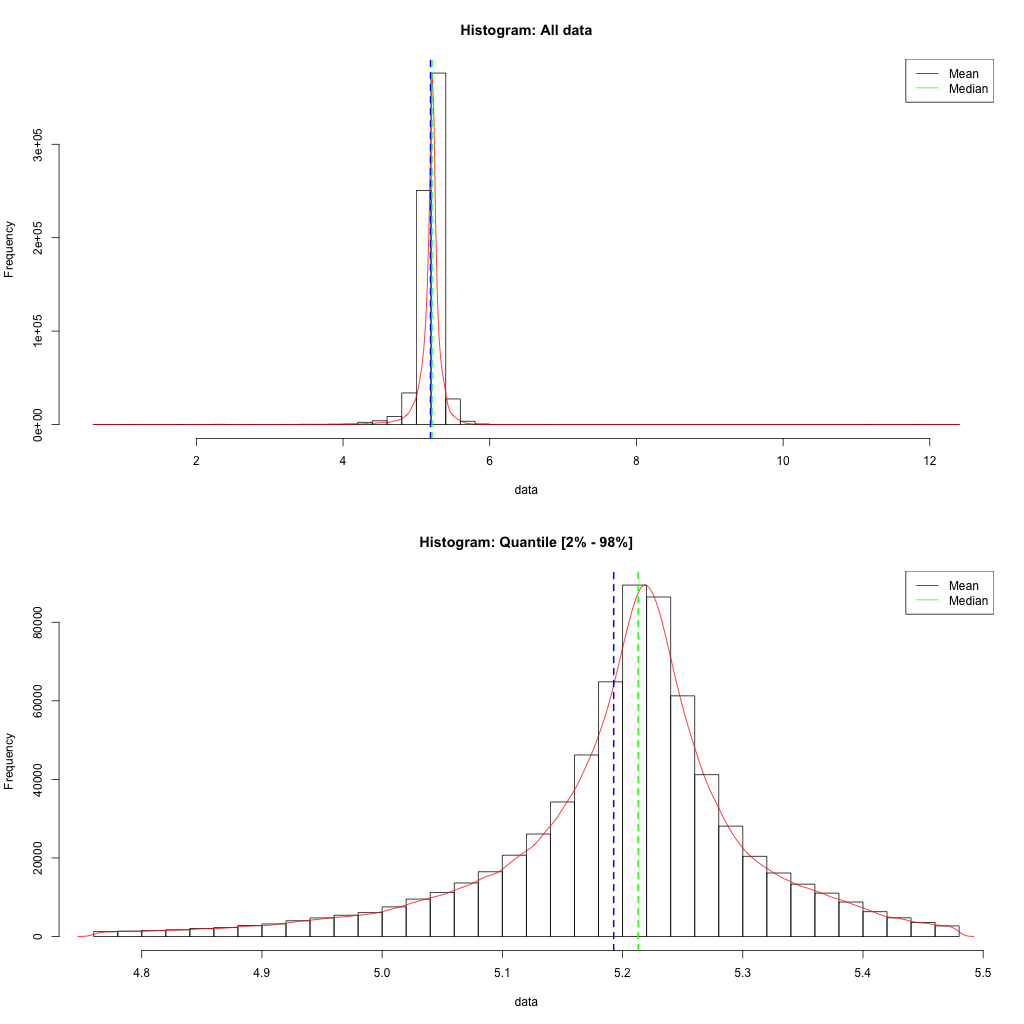 Histogram: All data
Mean
Median
Frequency
0e+00 1e+05 2e+05 3e+05
2 4 6 8 10 12
data
Histogram: Quantile [2% - 98%]
Mean
Median
Frequency
0 20000 40000 60000 80000
4.8 4.9 5.0 5.1 5.2 5.3 5.4 5.5
data